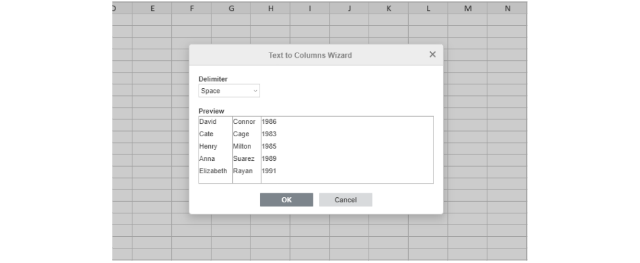 D E F G H I J K L M N
Text to Columns Wizard ×
Delimiter
Space
Preview
David Connor 1986
Cate Cage 1983
Henry Milton 1985
Anna Suarez 1989
Elizabeth Rayan 1991
OK Cancel